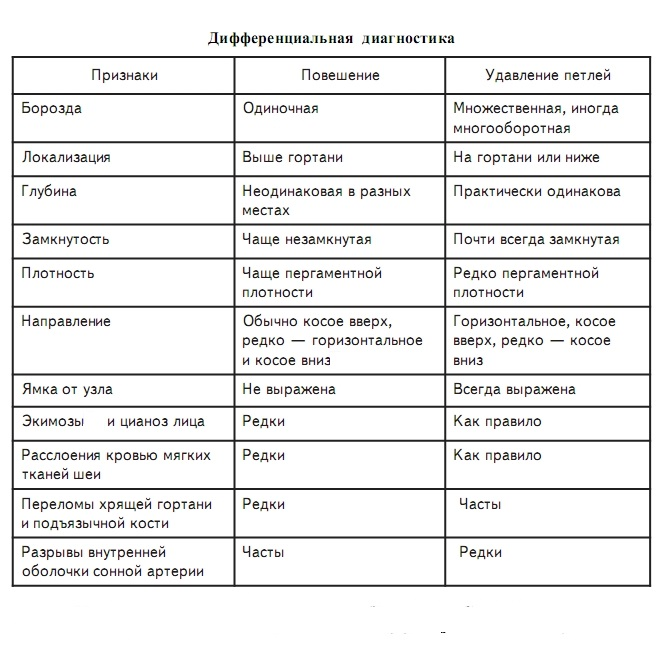 Дифференциальная диагностика
Признаки Повешение Удавление петлей
Борозда Одиночная Множественная, иногда
многооборотная
Локализация Выше гортани На гортани или ниже
Глубина Неодинаковая в разных Практически одинакова
местах
Замкнутость Чаще незамкнутая Почти всегда замкнутая
Плотность Чаще пергаментной Редко пергаментной
плотности плотности
Направление Обычно косое вверх, Горизонтальное, косое
редко — горизонтальное вверх, редко — косое
и косое вниз вниз
Ямка от узла Не выражена Всегда выражена
Экимозы и цианоз лица Редки Как правило
Расслоения кровью мягких Редки Как правило
тканей шеи
Переломы хрящей гортани Редки Часты
и подъязычной кости
Разрывы внутренней Часты Редки
оболочки сонной артерии